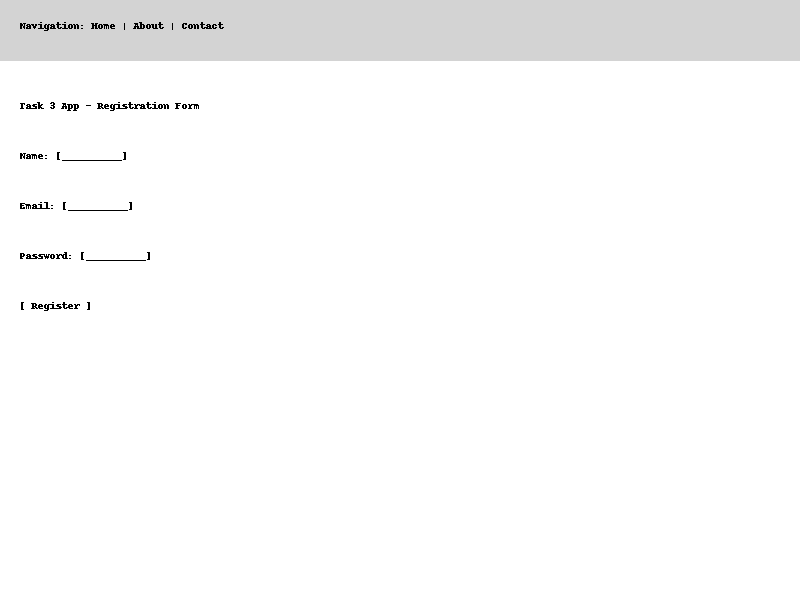 Navigation: Home | About | Contact
Task 3 App - Registration Form
Name: [__________]
Email: [__________]
Password: [__________]
[ Register ]